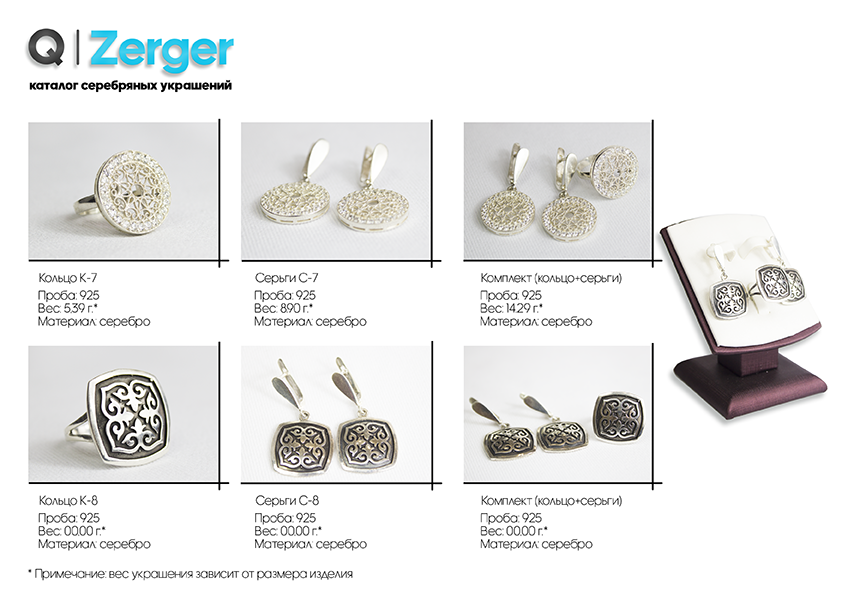 Q | Zerger
каталог серебряных украшений
Кольцо К-7
Проба: 925
Вес: 5.39 г.*
Материал: серебро
Серьги С-7
Проба: 925
Вес: 8.90 г.*
Материал: серебро
Комплект (кольцо+серьги)
Проба: 925
Вес: 14.29 г.*
Материал: серебро
Кольцо К-8
Проба: 925
Вес: 00.00 г.*
Материал: серебро
Серьги С-8
Проба: 925
Вес: 00.00 г.*
Материал: серебро
Комплект (кольцо+серьги)
Проба: 925
Вес: 00.00 г.*
Материал: серебро
* Примечание: вес украшения зависит от размера изделия